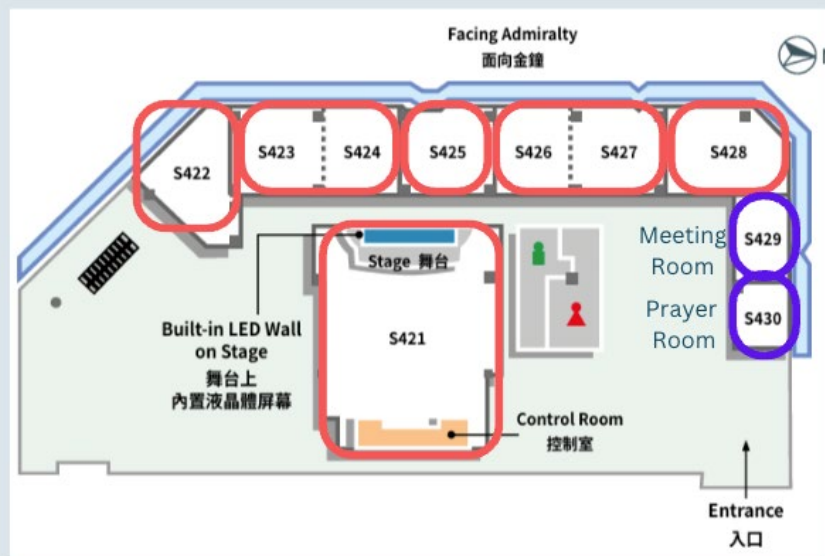 Facing Admiralty
面向金鐘
S422
S423
S424
S425
S426
S427
S428
Meeting
Room
S429
Prayer
Room
S430
Stage 舞台
S421
Built-in LED Wall
on Stage
舞台上
內置液晶體屏幕
Control Room
控制室
Entrance
入口